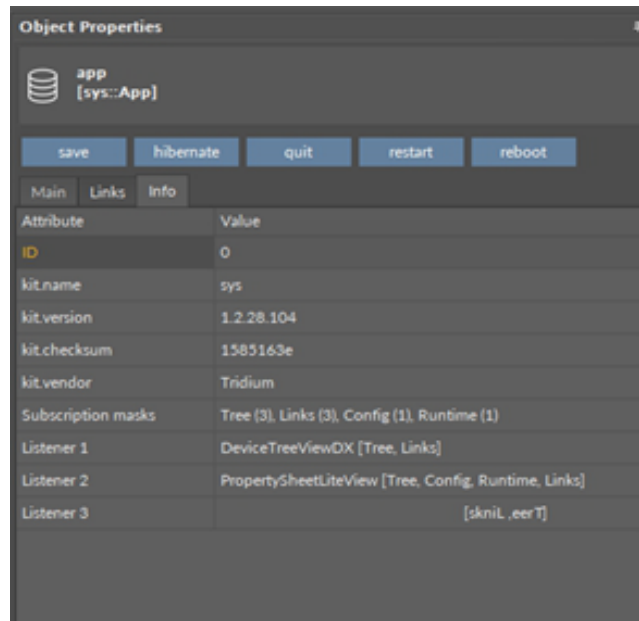 Object Properties
app
[sys::App]
save hibernate quit restart reboot
Main Links Info
Attribute Value
ID 0
kit.name sys
kit.version 1.2.28.104
kit.checksum 1585163e
kit.vendor Tridium
Subscription masks Tree (3), Links (3), Config (1), Runtime (1)
Listener 1 DeviceTreeViewDX [Tree, Links]
Listener 2 PropertySheetLiteView [Tree, Config, Runtime, Links]
Listener 3 [skniL ,eerT]